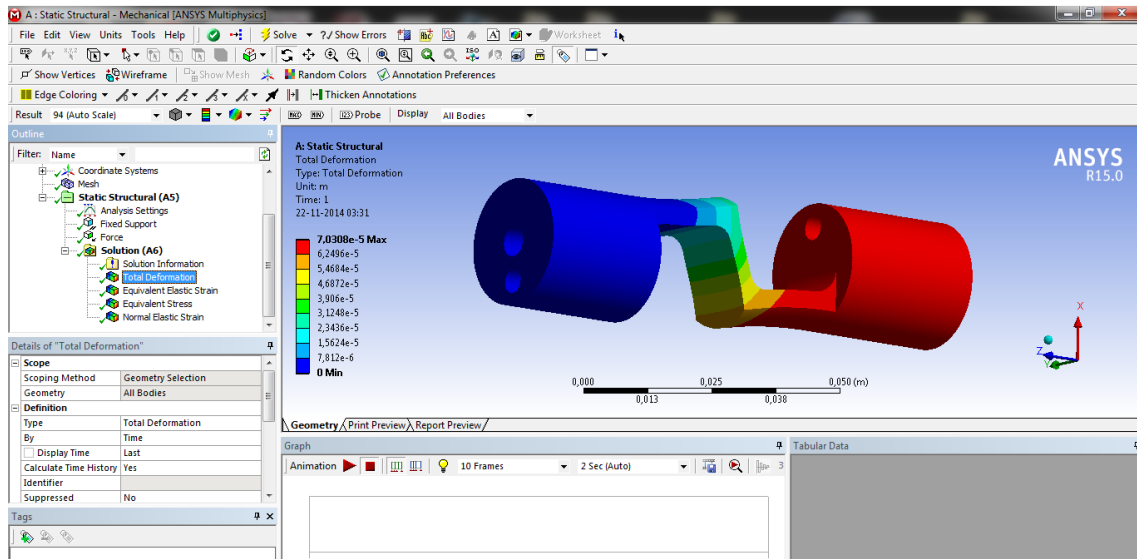 A : Static Structural - Mechanical [ANSYS Multiphysics]
File Edit View Units Tools Help Solve ?/ Show Errors Worksheet
Show Vertices Wireframe Show Mesh Random Colors Annotation Preferences
Edge Coloring Thicken Annotations
Result 94 (Auto Scale) MAX MIN Probe Display All Bodies
Outline
Filter: Name
Coordinate Systems
Mesh
Static Structural (A5)
Analysis Settings
Fixed Support
Force
Solution (A6)
Solution Information
Total Deformation
Equivalent Elastic Strain
Equivalent Stress
Normal Elastic Strain
Details of "Total Deformation"
Scope
Scoping Method Geometry Selection
Geometry All Bodies
Definition
Type Total Deformation
By Time
Display Time Last
Calculate Time History Yes
Identifier
Suppressed No
Tags
A: Static Structural
Total Deformation
Type: Total Deformation
Unit: m
Time: 1
22-11-2014 03:31
7,0308e-5 Max
6,2496e-5
5,4684e-5
4,6872e-5
3,906e-5
3,1248e-5
2,3436e-5
1,5624e-5
7,812e-6
0 Min
ANSYS
R15.0
X
Z
Y
0,000 0,025 0,050 (m)
0,013 0,038
Geometry Print Preview Report Preview
Graph
Animation 10 Frames 2 Sec (Auto) 3
Tabular Data